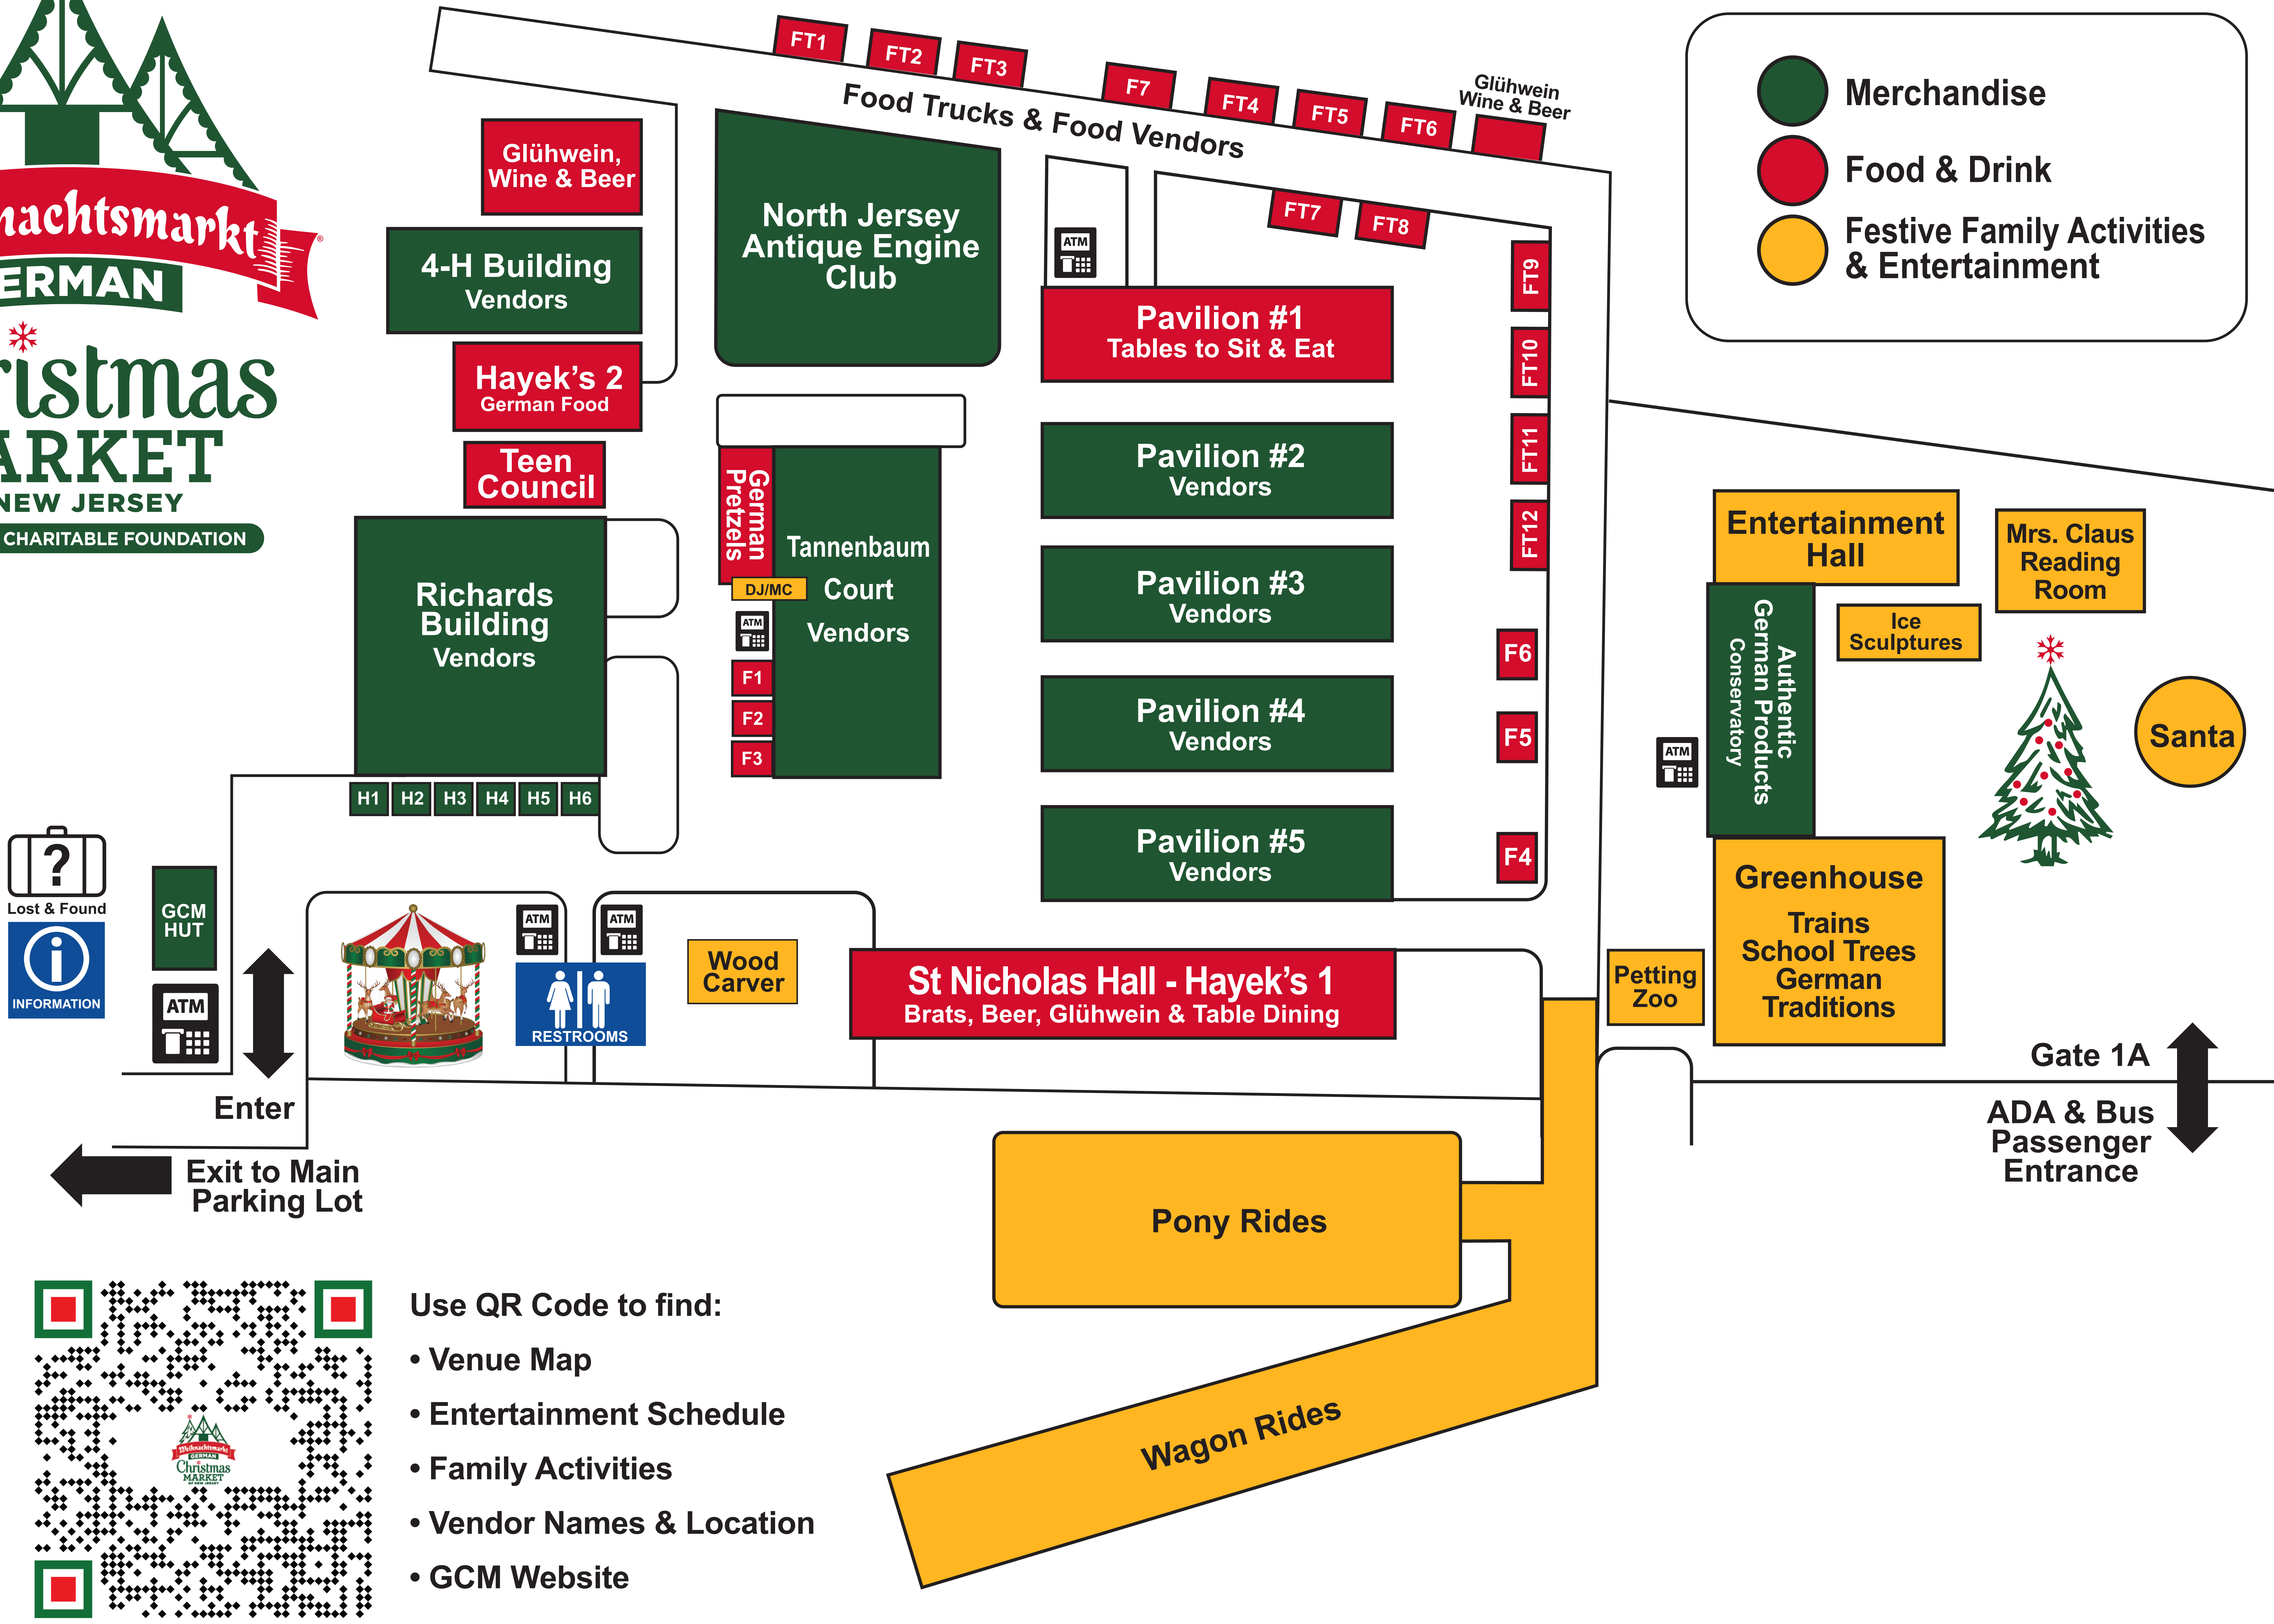 nachtsmarkt
®
ERMAN
ristmas
ARKET
NEW JERSEY
CHARITABLE FOUNDATION
FT1
FT2
FT3
F7
FT4
FT5
FT6
Glühwein
Wine & Beer
Food Trucks & Food Vendors
FT7
FT8
FT9
FT10
FT11
FT12
F6
F5
F4
Merchandise
Food & Drink
Festive Family Activities
& Entertainment
Glühwein,
Wine & Beer
4-H Building
Vendors
Hayek's 2
German Food
Teen
Council
Richards
Building
Vendors
H1
H2
H3
H4
H5
H6
North Jersey
Antique Engine
Club
German
Pretzels
DJ/MC
ATM
F1
F2
F3
Tannenbaum
Court
Vendors
ATM
Pavilion #1
Tables to Sit & Eat
Pavilion #2
Vendors
Pavilion #3
Vendors
Pavilion #4
Vendors
Pavilion #5
Vendors
Entertainment
Hall
Mrs. Claus
Reading
Room
Ice
Sculptures
Authentic
German Products
Conservatory
ATM
Santa
Greenhouse
Trains
School Trees
German
Traditions
Petting
Zoo
?
Lost & Found
i
INFORMATION
GCM
HUT
ATM
Enter
Exit to Main
Parking Lot
ATM
ATM
RESTROOMS
Wood
Carver
St Nicholas Hall - Hayek's 1
Brats, Beer, Glühwein & Table Dining
Gate 1A
ADA & Bus
Passenger
Entrance
Pony Rides
Wagon Rides
Weihnachtsmarkt
GERMAN
Christmas
MARKET
OF NEW JERSEY
Use QR Code to find:
• Venue Map
• Entertainment Schedule
• Family Activities
• Vendor Names & Location
• GCM Website